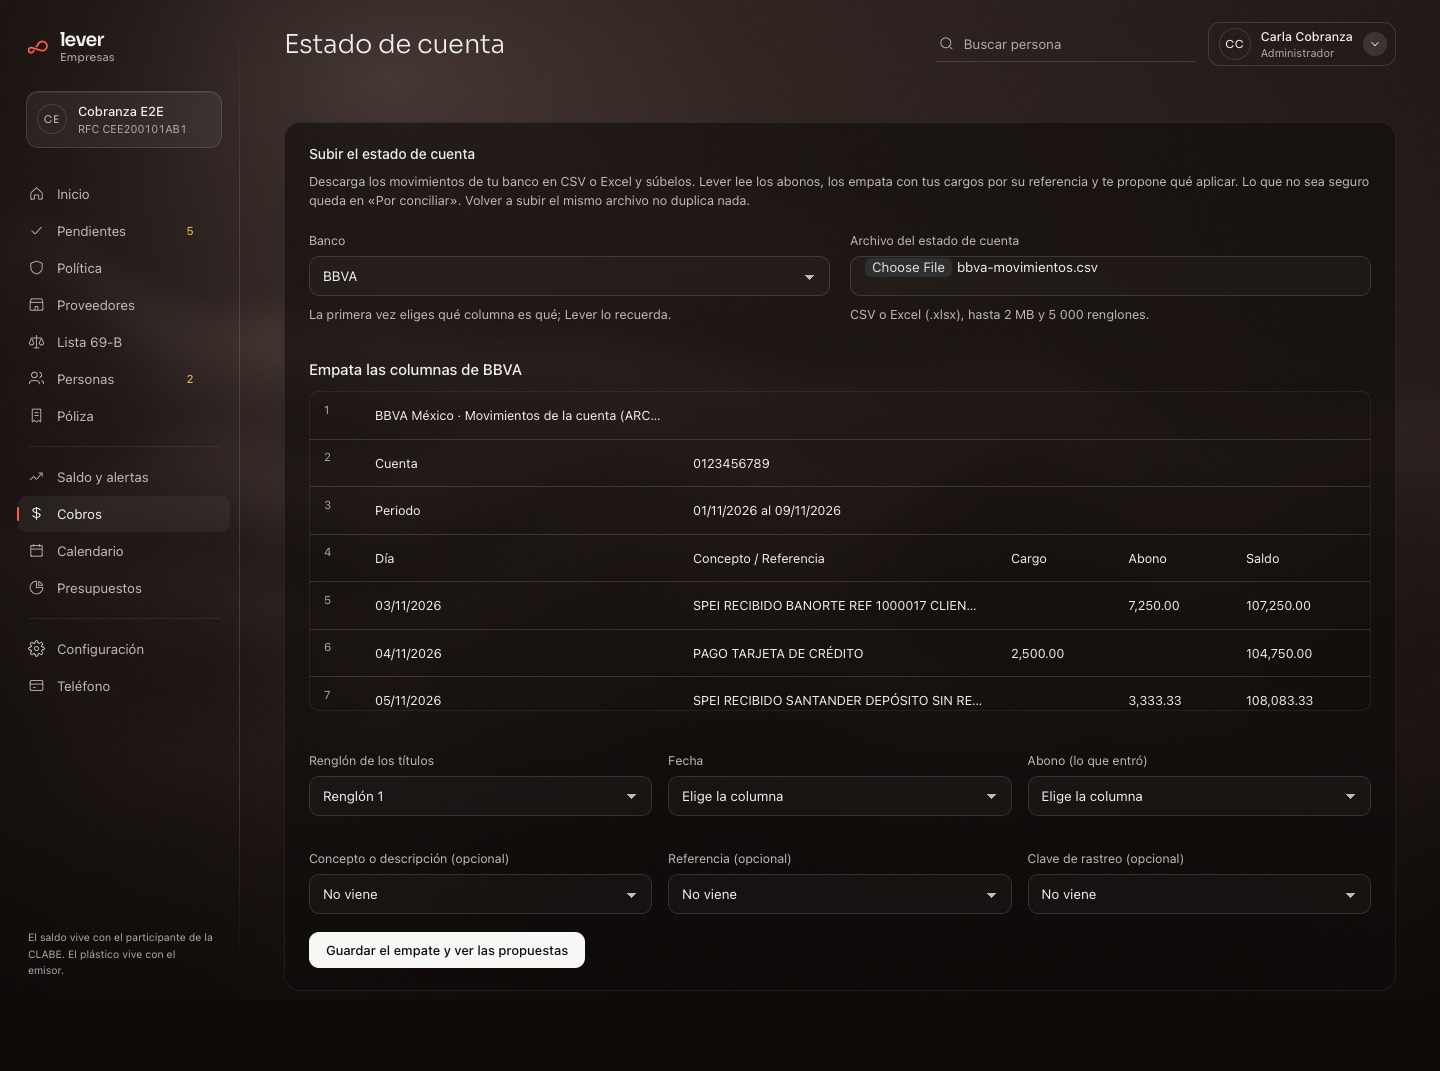 lever
Empresas
Estado de cuenta
Buscar persona
CC
Carla Cobranza
Administrador
CE
Cobranza E2E
RFC CEE200101AB1
Inicio
Pendientes 5
Política
Proveedores
Lista 69-B
Personas 2
Póliza
Saldo y alertas
Cobros
Calendario
Presupuestos
Configuración
Teléfono
El saldo vive con el participante de la
CLABE. El plástico vive con el
emisor.
Subir el estado de cuenta
Descarga los movimientos de tu banco en CSV o Excel y súbelos. Lever lee los abonos, los empata con tus cargos por su referencia y te propone qué aplicar. Lo que no sea seguro
queda en «Por conciliar». Volver a subir el mismo archivo no duplica nada.
Banco
BBVA
La primera vez eliges qué columna es qué; Lever lo recuerda.
Archivo del estado de cuenta
Choose File bbva-movimientos.csv
CSV o Excel (.xlsx), hasta 2 MB y 5 000 renglones.
Empata las columnas de BBVA
1 BBVA México · Movimientos de la cuenta (ARC...
2 Cuenta 0123456789
3 Periodo 01/11/2026 al 09/11/2026
4 Día Concepto / Referencia Cargo Abono Saldo
5 03/11/2026 SPEI RECIBIDO BANORTE REF 1000017 CLIEN... 7,250.00 107,250.00
6 04/11/2026 PAGO TARJETA DE CRÉDITO 2,500.00 104,750.00
7 05/11/2026 SPEI RECIBIDO SANTANDER DEPÓSITO SIN RE... 3,333.33 108,083.33
Renglón de los títulos
Renglón 1
Fecha
Elige la columna
Abono (lo que entró)
Elige la columna
Concepto o descripción (opcional)
No viene
Referencia (opcional)
No viene
Clave de rastreo (opcional)
No viene
Guardar el empate y ver las propuestas